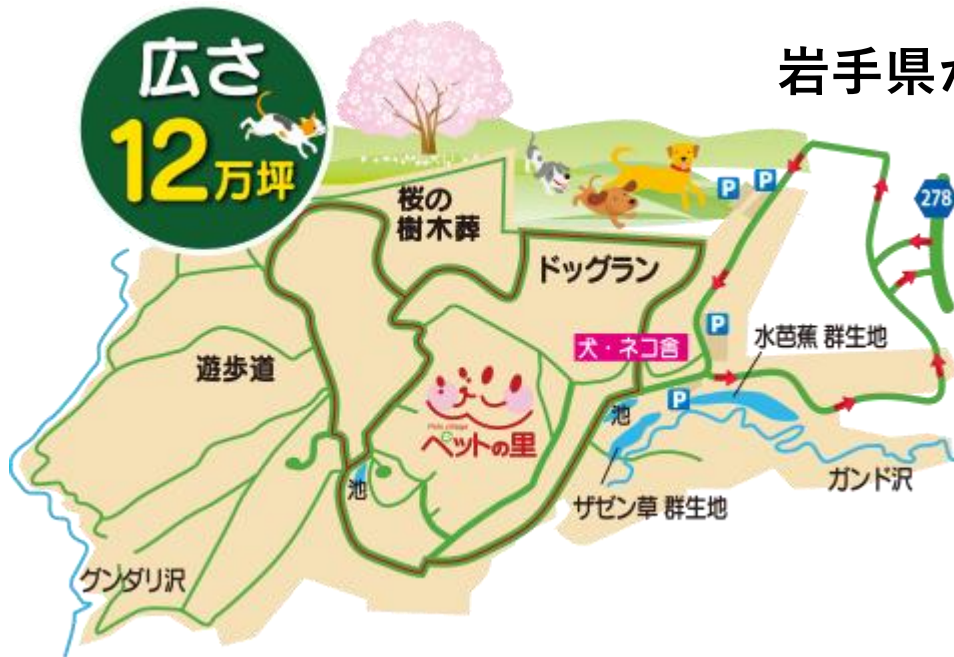 広さ
12万坪
岩手県
桜の
樹木葬
P
P
278
ドッグラン
P
水芭蕉 群生地
犬・ネコ舎
遊歩道
P
池
ペットの里
池
ザゼン草 群生地
ガンド沢
グンダリ沢